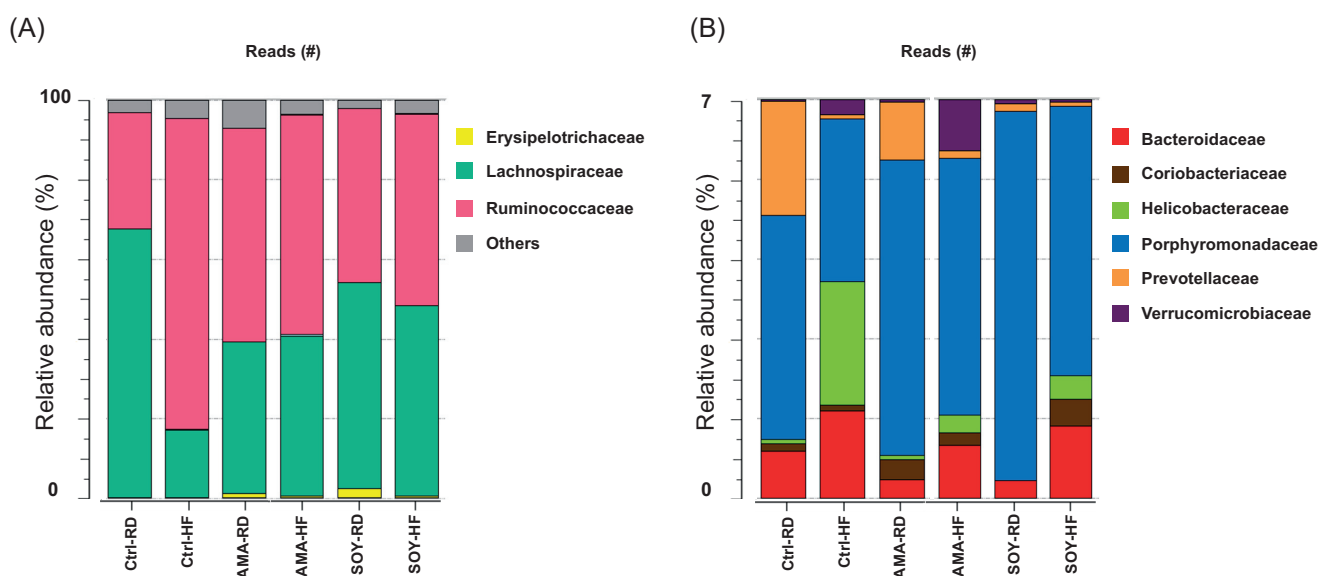 (A)
Reads (#)
100
0
Relative abundance (%)
Ctrl-RD
Ctrl-HF
AMA-RD
AMA-HF
SOY-RD
SOY-HF
Erysipelotrichaceae
Lachnospiraceae
Ruminococcaceae
Others
(B)
Reads (#)
7
0
Relative abundance (%)
Ctrl-RD
Ctrl-HF
AMA-RD
AMA-HF
SOY-RD
SOY-HF
Bacteroidaceae
Coriobacteriaceae
Helicobacteraceae
Porphyromonadaceae
Prevotellaceae
Verrucomicrobiaceae